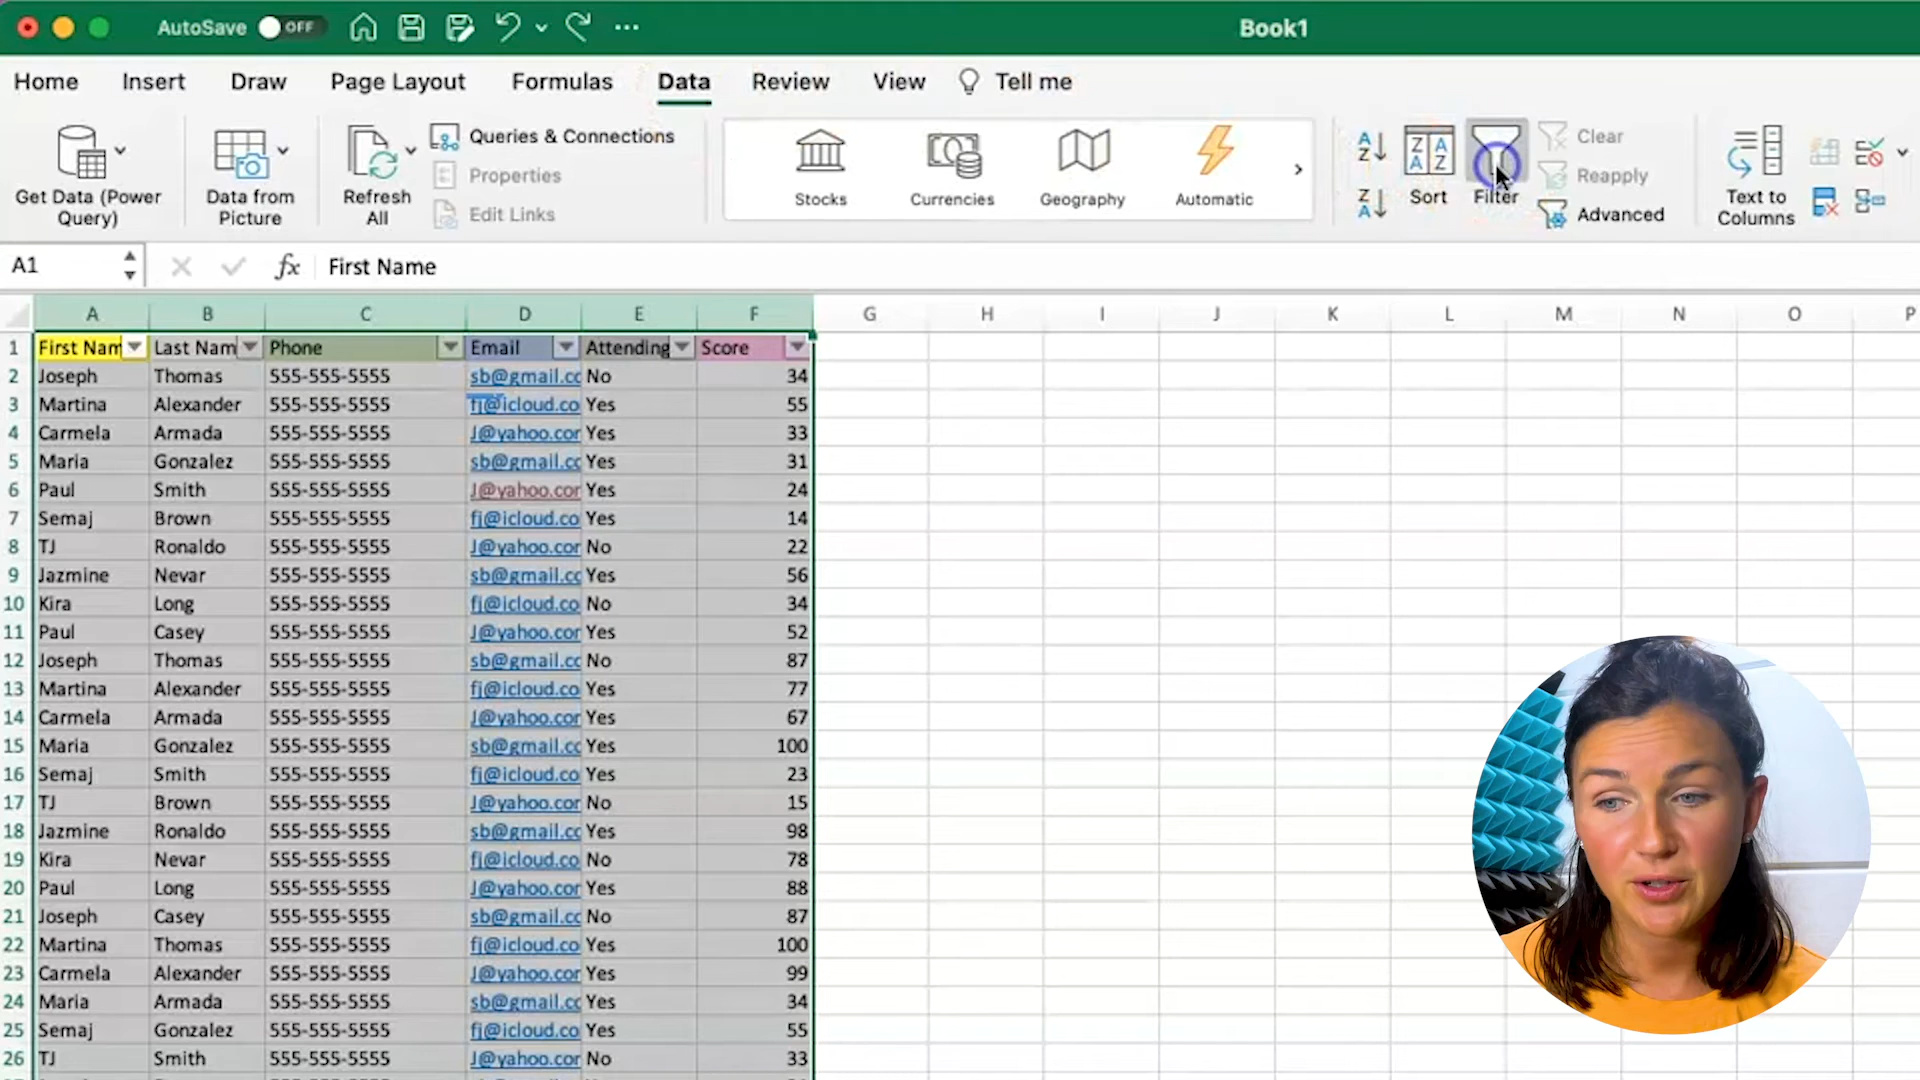 AutoSave OFF Book1
Home Insert Draw Page Layout Formulas Data Review View Tell me
Get Data (Power Query)
Data from Picture
Refresh All
Queries & Connections
Properties
Edit Links
Stocks Currencies Geography Automatic
Sort Filter
Clear
Reapply
Advanced
Text to Columns
A1 fx First Name
A B C D E F G H I J K L M N O P
1 First Nam Last Nam Phone Email Attending Score
2 Joseph Thomas 555-555-5555 sb@gmail.cc No 34
3 Martina Alexander 555-555-5555 fj@icloud.co Yes 55
4 Carmela Armada 555-555-5555 J@yahoo.cor Yes 33
5 Maria Gonzalez 555-555-5555 sb@gmail.cc Yes 31
6 Paul Smith 555-555-5555 J@yahoo.cor Yes 24
7 Semaj Brown 555-555-5555 fj@icloud.co Yes 14
8 TJ Ronaldo 555-555-5555 J@yahoo.cor No 22
9 Jazmine Nevar 555-555-5555 sb@gmail.cc Yes 56
10 Kira Long 555-555-5555 fj@icloud.co No 34
11 Paul Casey 555-555-5555 J@yahoo.cor Yes 52
12 Joseph Thomas 555-555-5555 sb@gmail.cc No 87
13 Martina Alexander 555-555-5555 fj@icloud.co Yes 77
14 Carmela Armada 555-555-5555 J@yahoo.cor Yes 67
15 Maria Gonzalez 555-555-5555 sb@gmail.cc Yes 100
16 Semaj Smith 555-555-5555 fj@icloud.co Yes 23
17 TJ Brown 555-555-5555 J@yahoo.cor No 15
18 Jazmine Ronaldo 555-555-5555 sb@gmail.cc Yes 98
19 Kira Nevar 555-555-5555 fj@icloud.co No 78
20 Paul Long 555-555-5555 J@yahoo.cor Yes 88
21 Joseph Casey 555-555-5555 sb@gmail.cc No 87
22 Martina Thomas 555-555-5555 fj@icloud.co Yes 100
23 Carmela Alexander 555-555-5555 J@yahoo.cor Yes 99
24 Maria Armada 555-555-5555 sb@gmail.cc Yes 34
25 Semaj Gonzalez 555-555-5555 fj@icloud.co Yes 55
26 TJ Smith 555-555-5555 J@yahoo.cor No 33